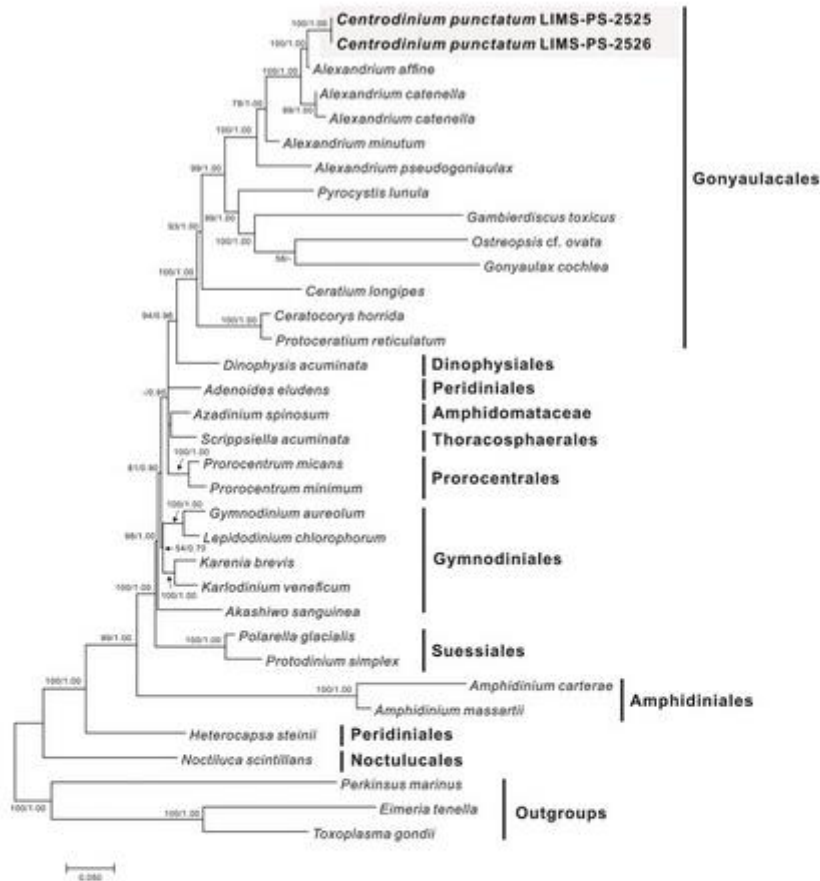 100/1.00
Centrodinium punctatum LIMS-PS-2525
100/1.00
Centrodinium punctatum LIMS-PS-2526
100/1.00
Alexandrium affine
Alexandrium catenella
79/1.00
99/1.00
Alexandrium catenella
100/1.00
Alexandrium minutum
99/1.00
Alexandrium pseudogoniaulax
Gonyaulacales
Pyrocystis lunula
99/1.00
Gambierdiscus toxicus
93/1.00
100/1.00
Ostreopsis cf. ovata
56/-
Gonyaulax cochlea
100/1.00
Ceratium longipes
Ceratocorys horrida
94/0.96
100/1.00
Protoceratium reticulatum
Dinophysis acuminata
Dinophysiales
Adenoides eludens
Peridiniales
Azadinium spinosum
Amphidomataceae
Scrippsiella acuminata
Thoracosphaerales
100/1.00
Prorocentrum micans
81/0.90
Prorocentrum minimum
Prorocentrales
100/1.00
Gymnodinium aureolum
Lepidodinium chlorophorum
54/0.79
Gymnodiniales
Karenia brevis
Karlodinium veneficum
100/1.00
100/1.00
Akashiwo sanguinea
Polarella glacialis
99/1.00
100/1.00
Suessiales
Protodinium simplex
100/1.00
Amphidinium carterae
100/1.00
Amphidiniales
Amphidinium massartii
Heterocapsa steinii
Peridiniales
Noctiluca scintillans
Noctulucales
Perkinsus marinus
100/1.00
100/1.00
Eimeria tenella
Outgroups
Toxoplasma gondii
0.050